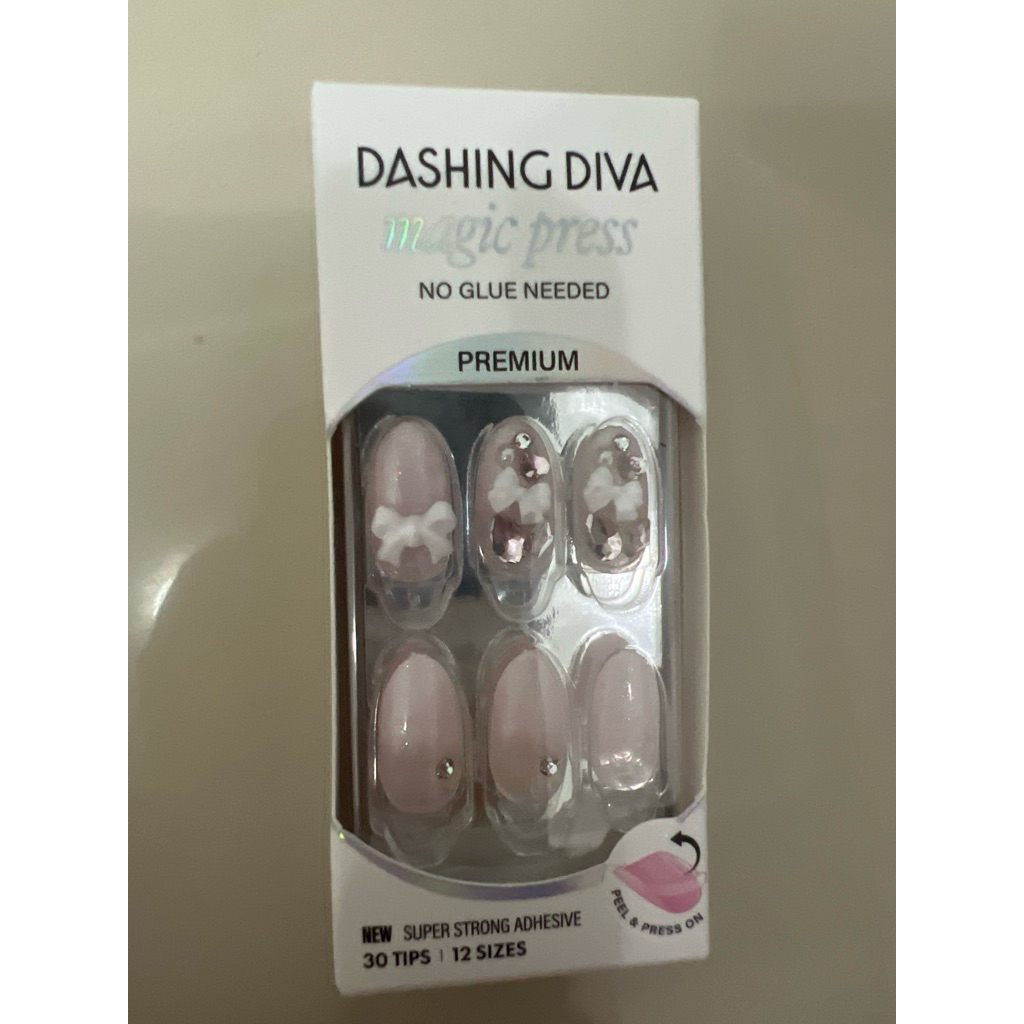 DASHING DIVA
magic press
NO GLUE NEEDED
PREMIUM
PEEL & PRESS ON
NEW SUPER STRONG ADHESIVE
30 TIPS | 12 SIZES